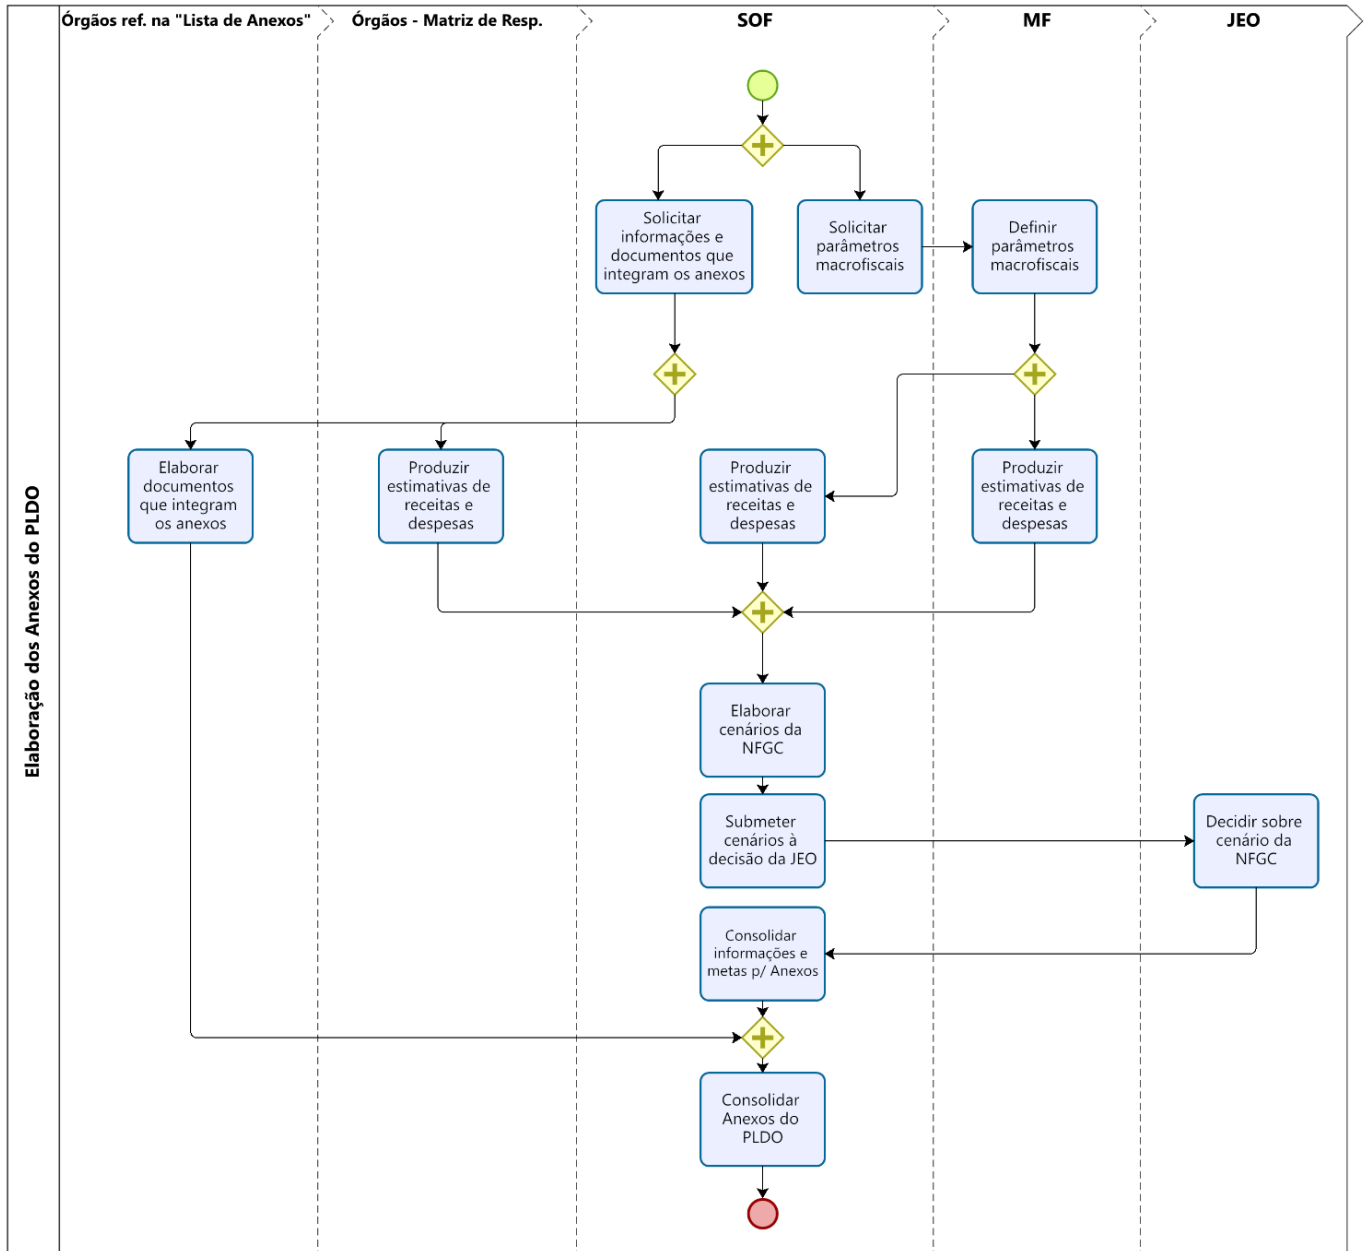 Órgãos ref. na "Lista de Anexos"
Órgãos - Matriz de Resp.
SOF
MF
JEO
Elaboração dos Anexos do PLDO
Solicitar
informações e
documentos que
integram os anexos
Solicitar
parâmetros
macrofiscais
Definir
parâmetros
macrofiscais
Elaborar
documentos
que integram
os anexos
Produzir
estimativas de
receitas e
despesas
Produzir
estimativas de
receitas e
despesas
Produzir
estimativas de
receitas e
despesas
Elaborar
cenários da
NFGC
Submeter
cenários à
decisão da JEO
Decidir sobre
cenário da
NFGC
Consolidar
informações e
metas p/ Anexos
Consolidar
Anexos do
PLDO